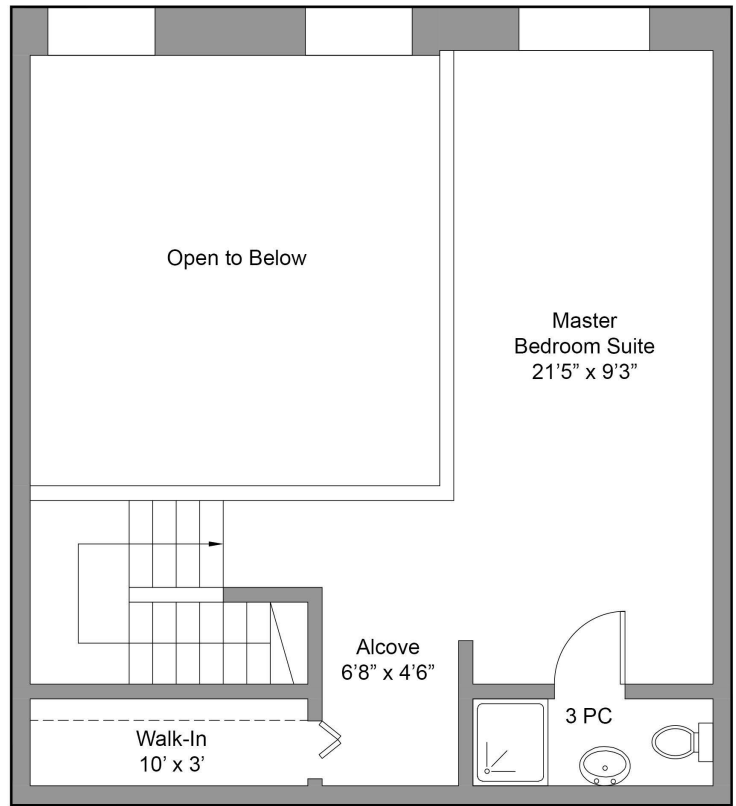 Open to Below
Master
Bedroom Suite
21’5” x 9’3”
Alcove
6’8” x 4’6”
3 PC
Walk-In
10’ x 3’